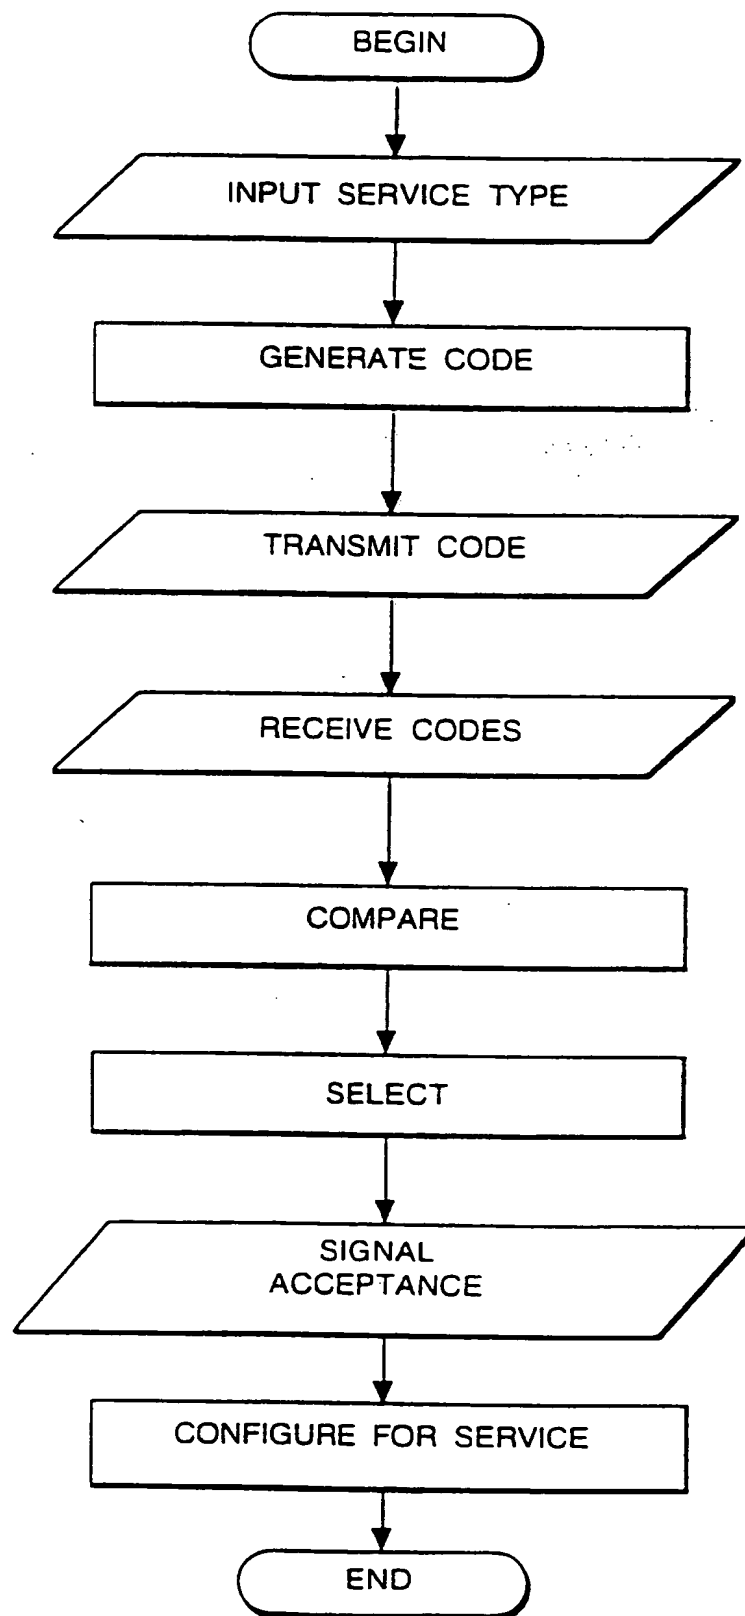 BEGIN
INPUT SERVICE TYPE
GENERATE CODE
TRANSMIT CODE
RECEIVE CODES
COMPARE
SELECT
SIGNAL
ACCEPTANCE
CONFIGURE FOR SERVICE
END